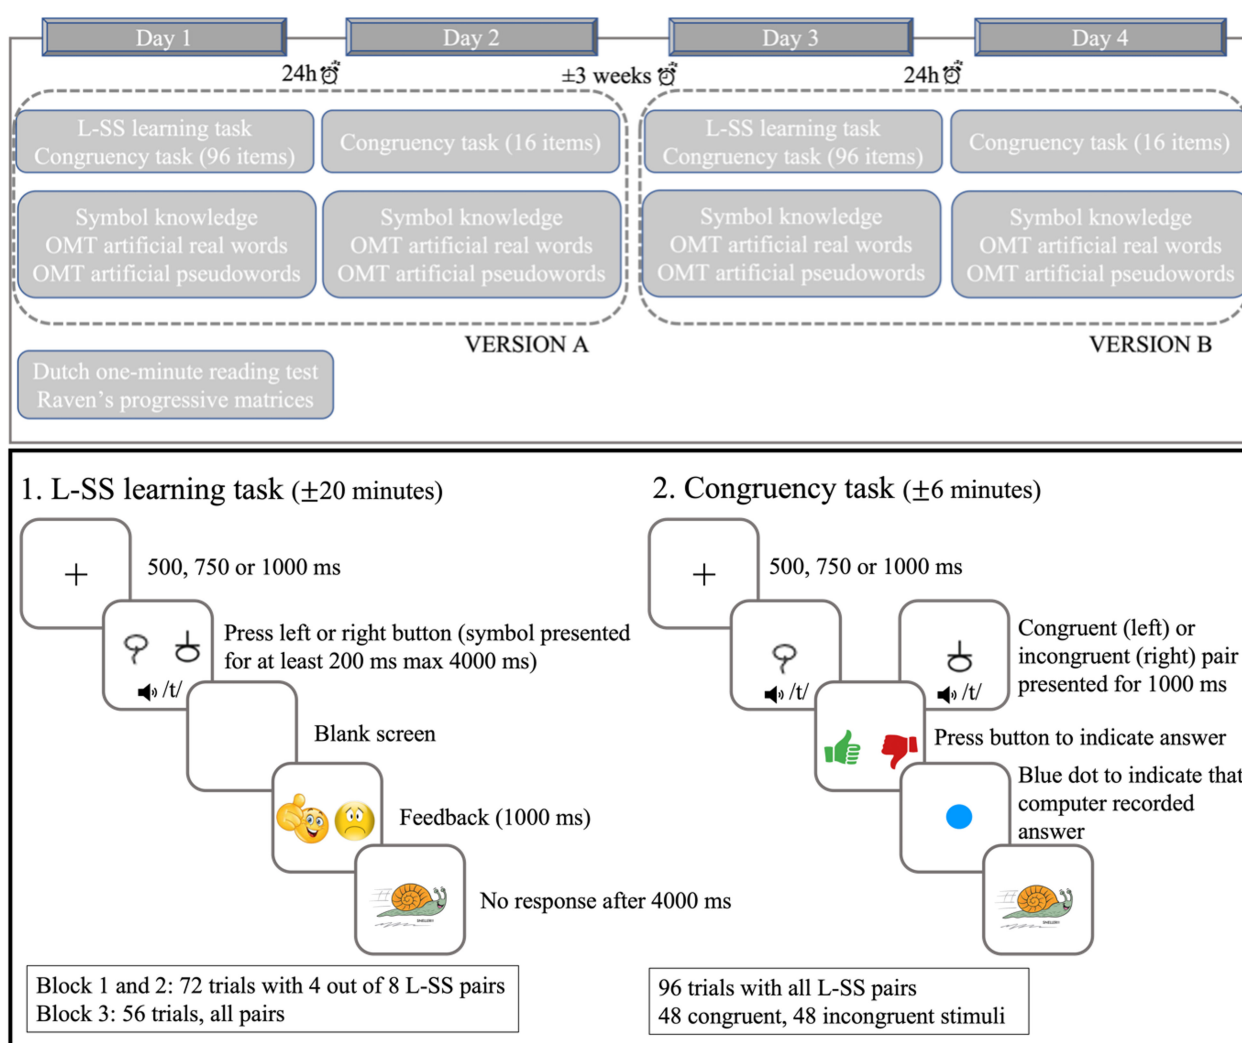 Day 1
Day 2
Day 3
Day 4
24h
±3 weeks
24h
L-SS learning task
Congruency task (96 items)
Congruency task (16 items)
L-SS learning task
Congruency task (96 items)
Congruency task (16 items)
Symbol knowledge
OMT artificial real words
OMT artificial pseudowords
Symbol knowledge
OMT artificial real words
OMT artificial pseudowords
Symbol knowledge
OMT artificial real words
OMT artificial pseudowords
Symbol knowledge
OMT artificial real words
OMT artificial pseudowords
VERSION A
VERSION B
Dutch one-minute reading test
Raven's progressive matrices
1. L-SS learning task (±20 minutes)
500, 750 or 1000 ms
Press left or right button (symbol presented
for at least 200 ms max 4000 ms)
/t/
Blank screen
Feedback (1000 ms)
No response after 4000 ms
Block 1 and 2: 72 trials with 4 out of 8 L-SS pairs
Block 3: 56 trials, all pairs
2. Congruency task (±6 minutes)
500, 750 or 1000 ms
/t/
/t/
Congruent (left) or
incongruent (right) pair
presented for 1000 ms
Press button to indicate answer
Blue dot to indicate that
computer recorded
answer
96 trials with all L-SS pairs
48 congruent, 48 incongruent stimuli